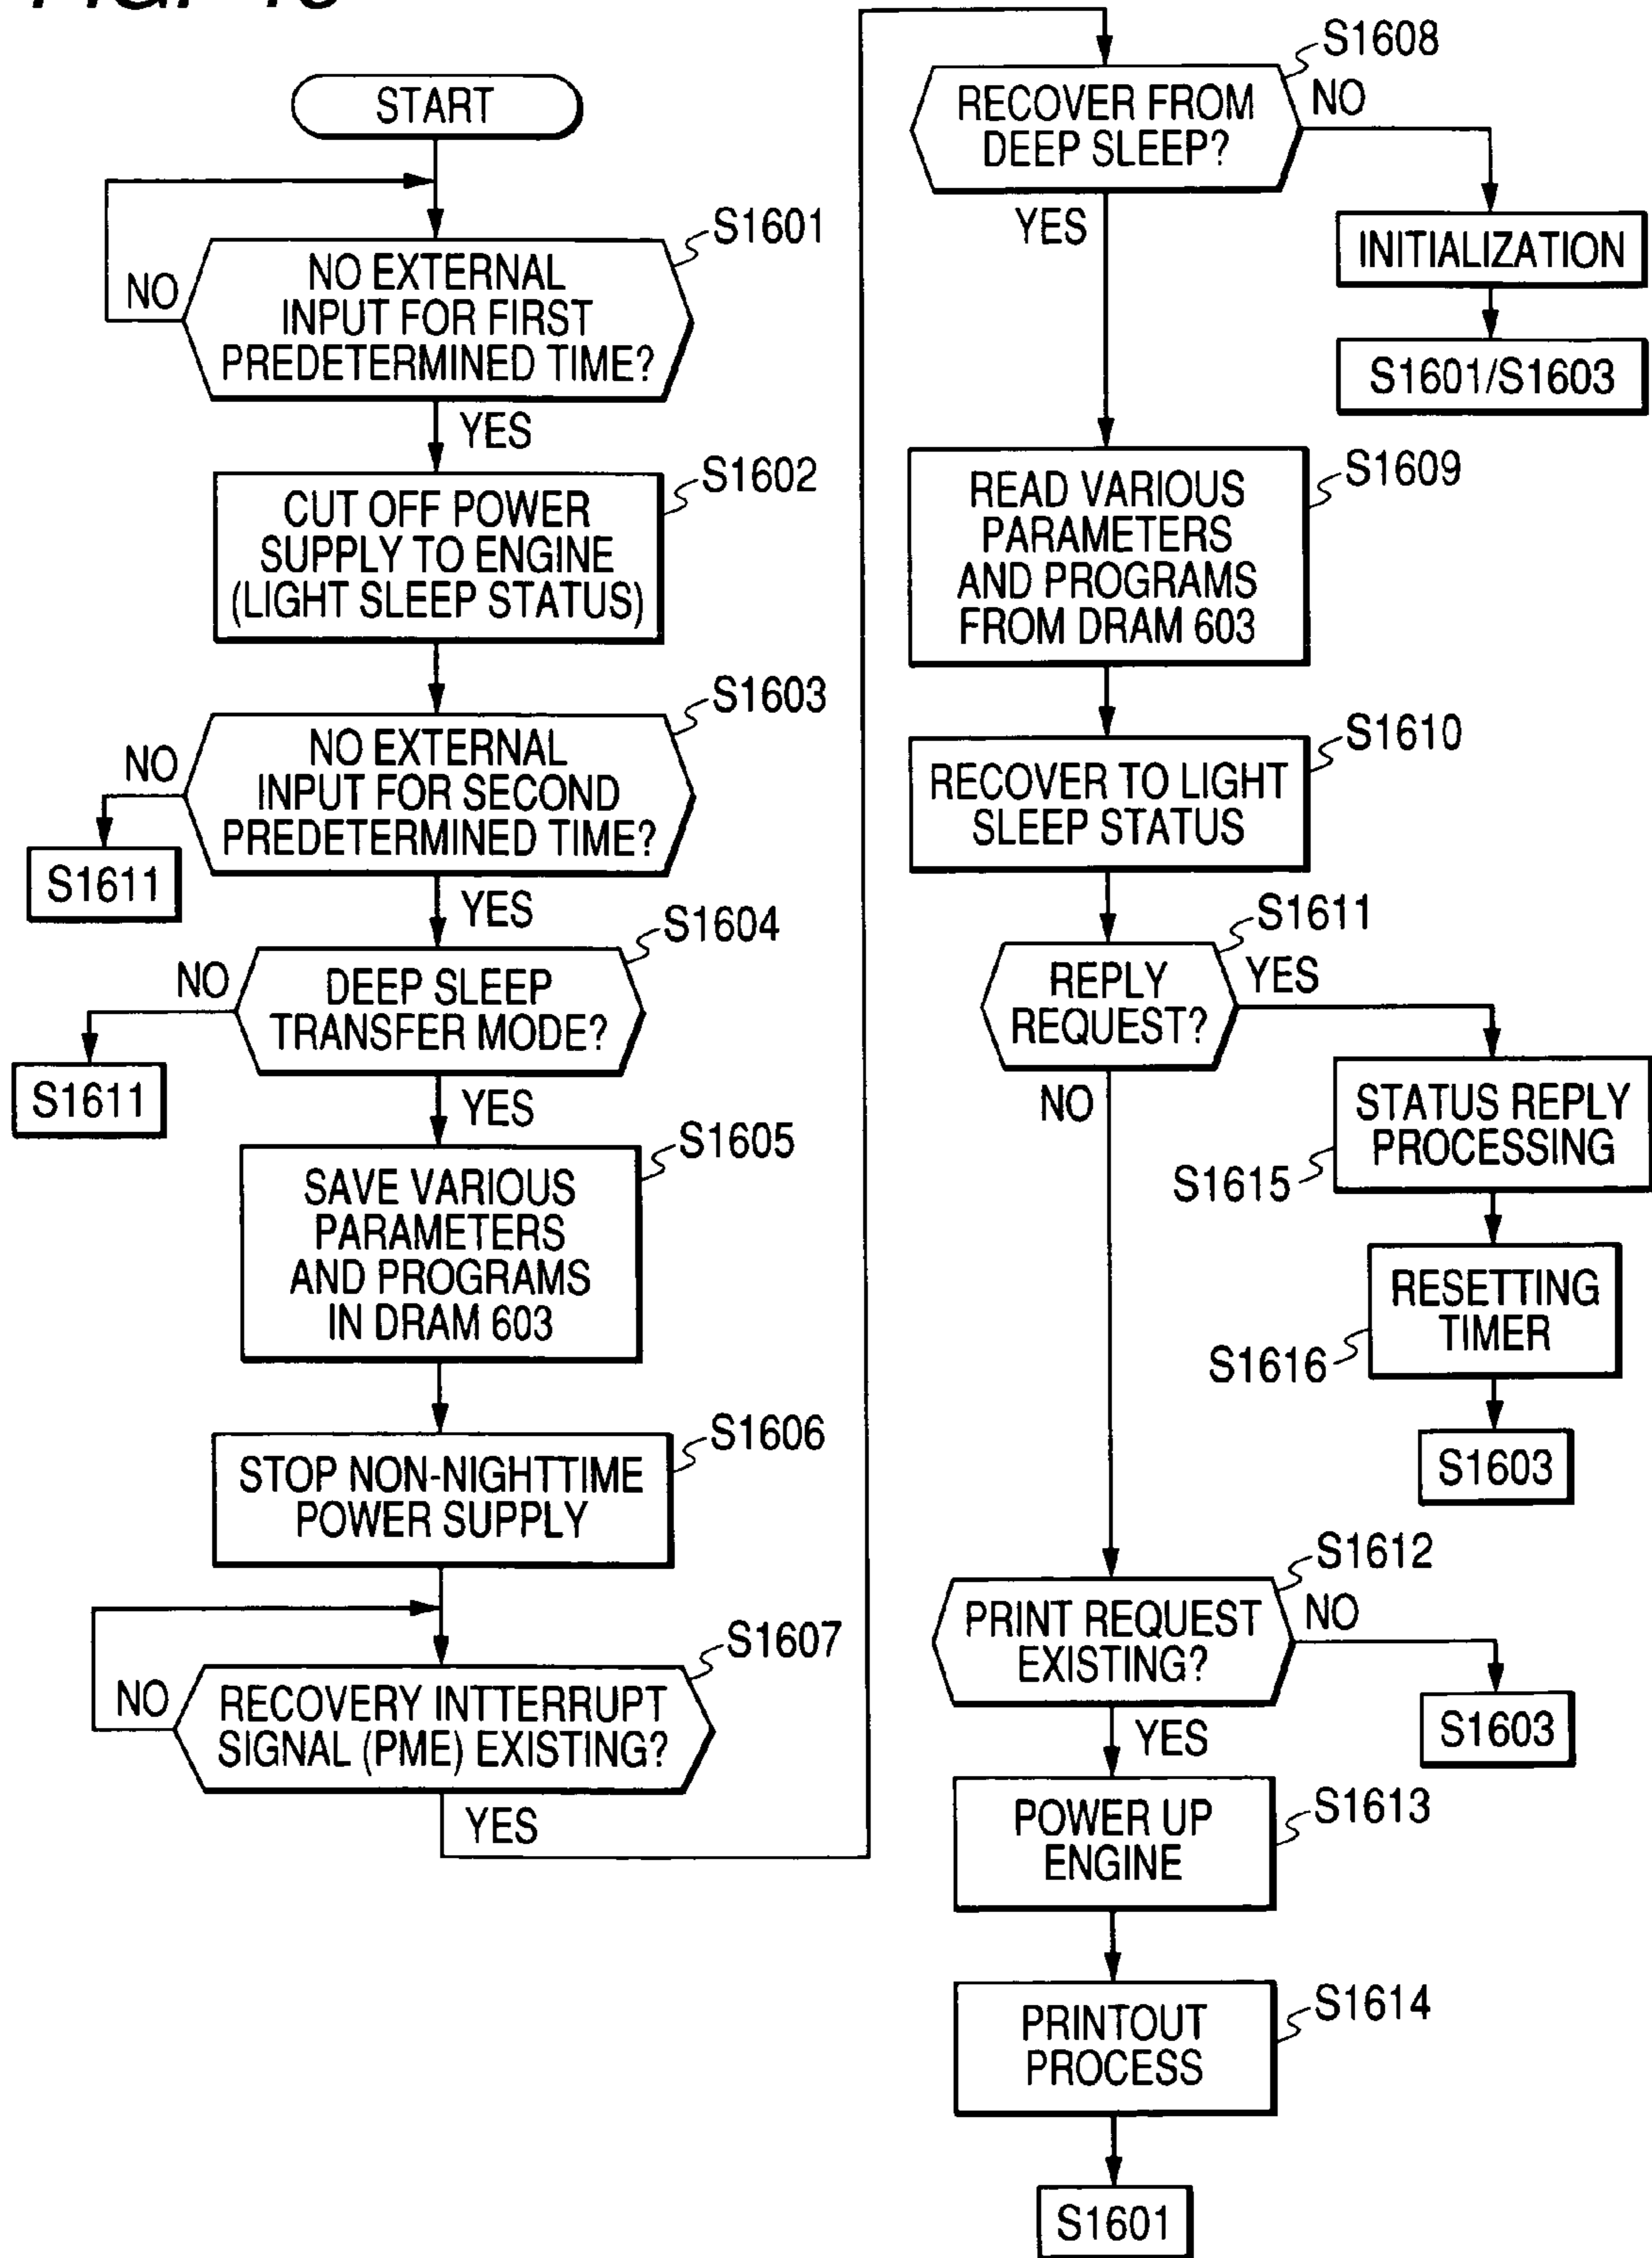 START
S1601
NO EXTERNAL
INPUT FOR FIRST
PREDETERMINED TIME?
NO
YES
S1602
CUT OFF POWER
SUPPLY TO ENGINE
(LIGHT SLEEP STATUS)
S1603
NO EXTERNAL
INPUT FOR SECOND
PREDETERMINED TIME?
NO
S1611
YES
S1604
DEEP SLEEP
TRANSFER MODE?
NO
S1611
YES
S1605
SAVE VARIOUS
PARAMETERS
AND PROGRAMS
IN DRAM 603
S1606
STOP NON-NIGHTTIME
POWER SUPPLY
S1607
RECOVERY INTTERRUPT
SIGNAL (PME) EXISTING?
NO
YES
S1608
RECOVER FROM
DEEP SLEEP?
NO
INITIALIZATION
S1601/S1603
YES
S1609
READ VARIOUS
PARAMETERS
AND PROGRAMS
FROM DRAM 603
S1610
RECOVER TO LIGHT
SLEEP STATUS
S1611
REPLY
REQUEST?
YES
STATUS REPLY
PROCESSING
S1615
RESETTING
TIMER
S1616
S1603
NO
S1612
PRINT REQUEST
EXISTING?
NO
S1603
YES
S1613
POWER UP
ENGINE
S1614
PRINTOUT
PROCESS
S1601